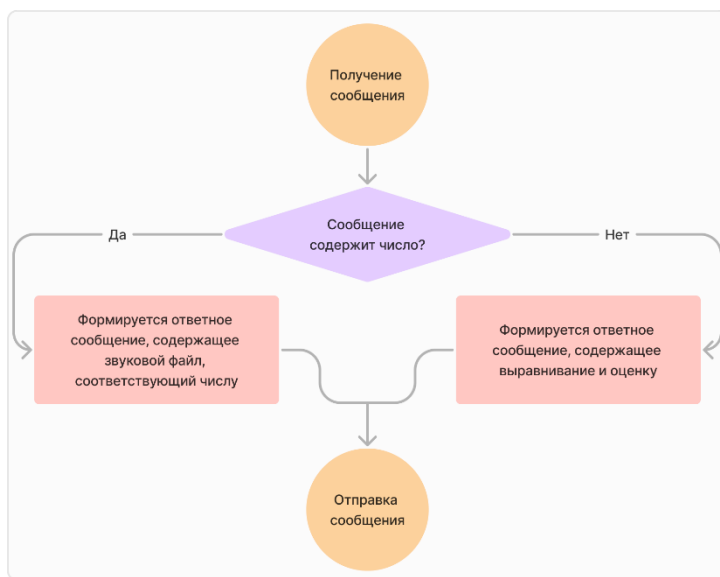 Получение
сообщения
Сообщение
содержит число?
Да
Нет
Формируется ответное
сообщение, содержащее
звуковой файл,
соответствующий числу
Формируется ответное
сообщение, содержащее
выравнивание и оценку
Отправка
сообщения